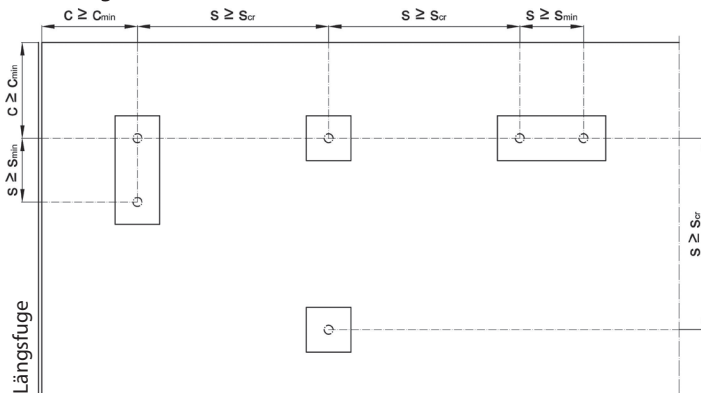 c ≥ cmin
s ≥ scr
s ≥ scr
s ≥ smin
c ≥ cmin
s ≥ smin
s ≥ scr
Längsfuge